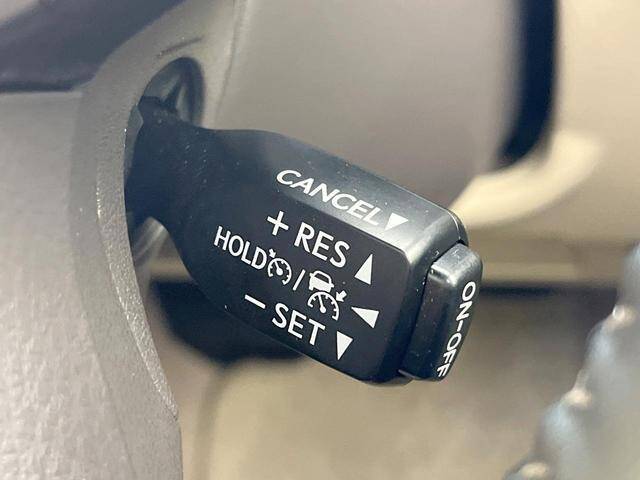 CANCEL▼
+ RES ▲
HOLD /
− SET ▼
ON-OFF